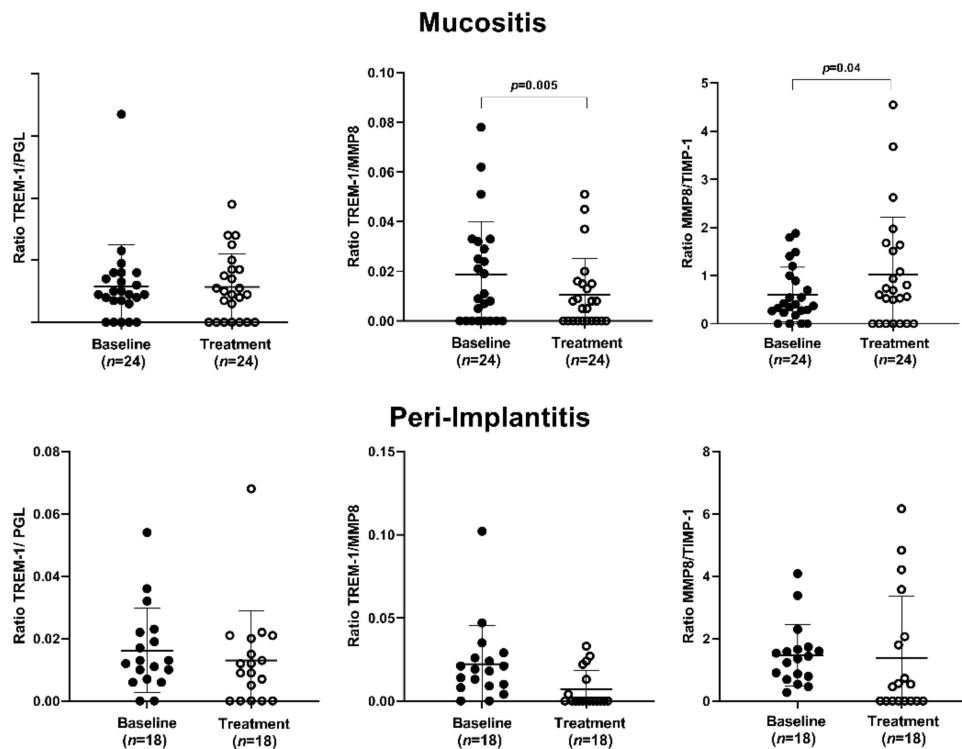 Mucositis
Ratio TREM-1/PGL
Baseline
(n=24)
Treatment
(n=24)
Ratio TREM-1/MMP8
0.10
0.08
0.06
0.04
0.02
0.00
p=0.005
Baseline
(n=24)
Treatment
(n=24)
Ratio MMP8/TIMP-1
5
4
3
2
1
0
p=0.04
Baseline
(n=24)
Treatment
(n=24)
Peri-Implantitis
Ratio TREM-1/ PGL
0.08
0.06
0.04
0.02
0.00
Baseline
(n=18)
Treatment
(n=18)
Ratio TREM-1/MMP8
0.15
0.10
0.05
0.00
Baseline
(n=18)
Treatment
(n=18)
Ratio MMP8/TIMP-1
8
6
4
2
0
Baseline
(n=18)
Treatment
(n=18)